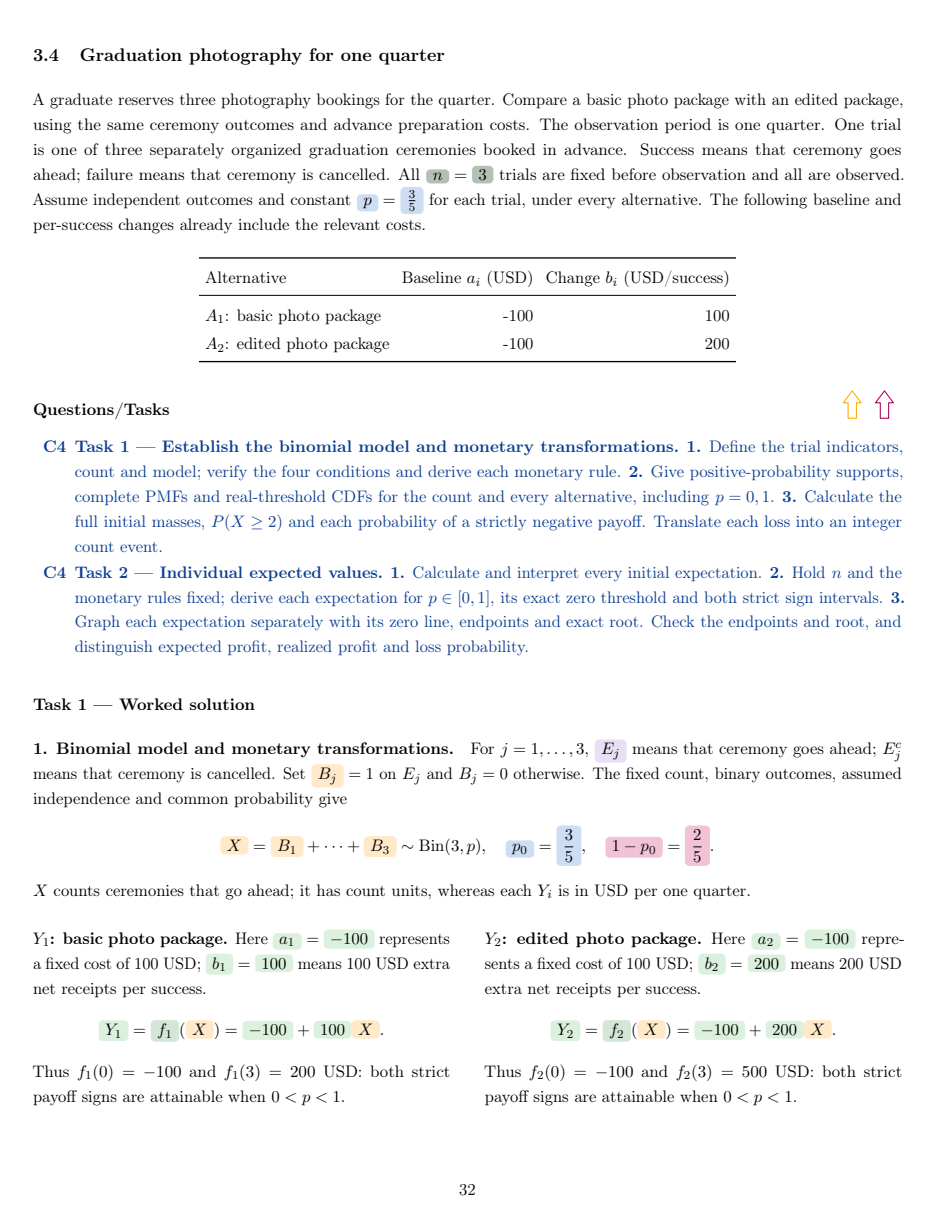 3.4 Graduation photography for one quarter
A graduate reserves three photography bookings for the quarter. Compare a basic photo package with an edited package,
using the same ceremony outcomes and advance preparation costs. The observation period is one quarter. One trial
is one of three separately organized graduation ceremonies booked in advance. Success means that ceremony goes
ahead; failure means that ceremony is cancelled. All n = 3 trials are fixed before observation and all are observed.
Assume independent outcomes and constant p = 3/5 for each trial, under every alternative. The following baseline and
per-success changes already include the relevant costs.
Alternative Baseline a_i (USD) Change b_i (USD/success)
A_1: basic photo package -100 100
A_2: edited photo package -100 200
Questions/Tasks
C4 Task 1 — Establish the binomial model and monetary transformations. 1. Define the trial indicators,
count and model; verify the four conditions and derive each monetary rule. 2. Give positive-probability supports,
complete PMFs and real-threshold CDFs for the count and every alternative, including p = 0, 1. 3. Calculate the
full initial masses, P(X ≥ 2) and each probability of a strictly negative payoff. Translate each loss into an integer
count event.
C4 Task 2 — Individual expected values. 1. Calculate and interpret every initial expectation. 2. Hold n and the
monetary rules fixed; derive each expectation for p ∈ [0, 1], its exact zero threshold and both strict sign intervals. 3.
Graph each expectation separately with its zero line, endpoints and exact root. Check the endpoints and root, and
distinguish expected profit, realized profit and loss probability.
Task 1 — Worked solution
1. Binomial model and monetary transformations. For j = 1, . . . , 3, E_j means that ceremony goes ahead; E_j^c
means that ceremony is cancelled. Set B_j = 1 on E_j and B_j = 0 otherwise. The fixed count, binary outcomes, assumed
independence and common probability give
X = B_1 + · · · + B_3 ∼ Bin(3, p), p_0 = 3/5, 1 − p_0 = 2/5.
X counts ceremonies that go ahead; it has count units, whereas each Y_i is in USD per one quarter.
Y_1: basic photo package. Here a_1 = −100 represents
a fixed cost of 100 USD; b_1 = 100 means 100 USD extra
net receipts per success.
Y_1 = f_1(X) = −100 + 100 X.
Thus f_1(0) = −100 and f_1(3) = 200 USD: both strict
payoff signs are attainable when 0 < p < 1.
Y_2: edited photo package. Here a_2 = −100 repre-
sents a fixed cost of 100 USD; b_2 = 200 means 200 USD
extra net receipts per success.
Y_2 = f_2(X) = −100 + 200 X.
Thus f_2(0) = −100 and f_2(3) = 500 USD: both strict
payoff signs are attainable when 0 < p < 1.
32